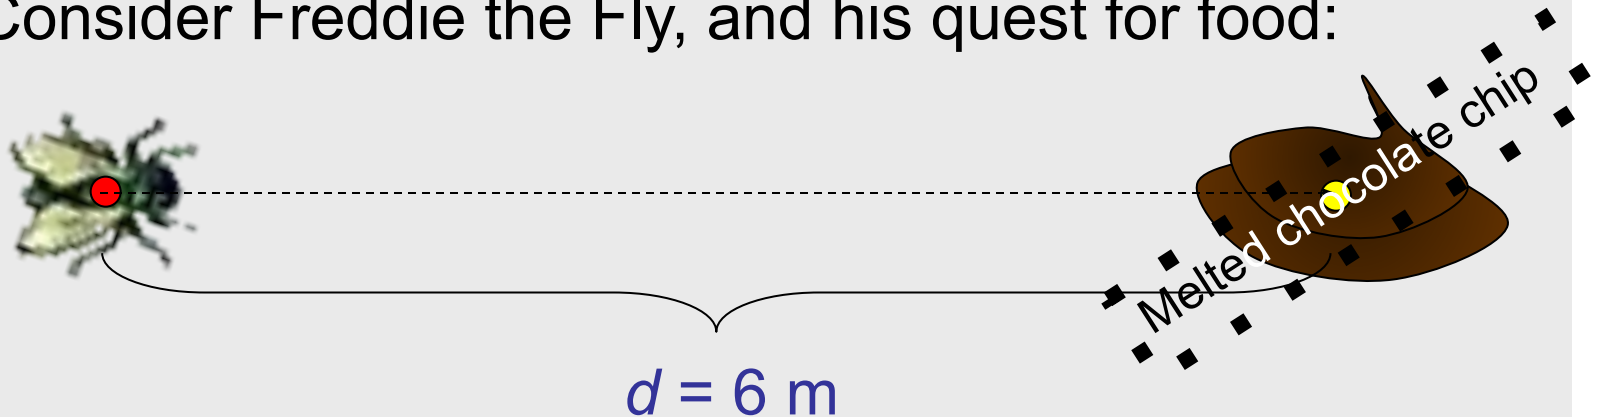 Consider Freddie the Fly, and his quest for food:
Melted chocolate chip
d = 6 m